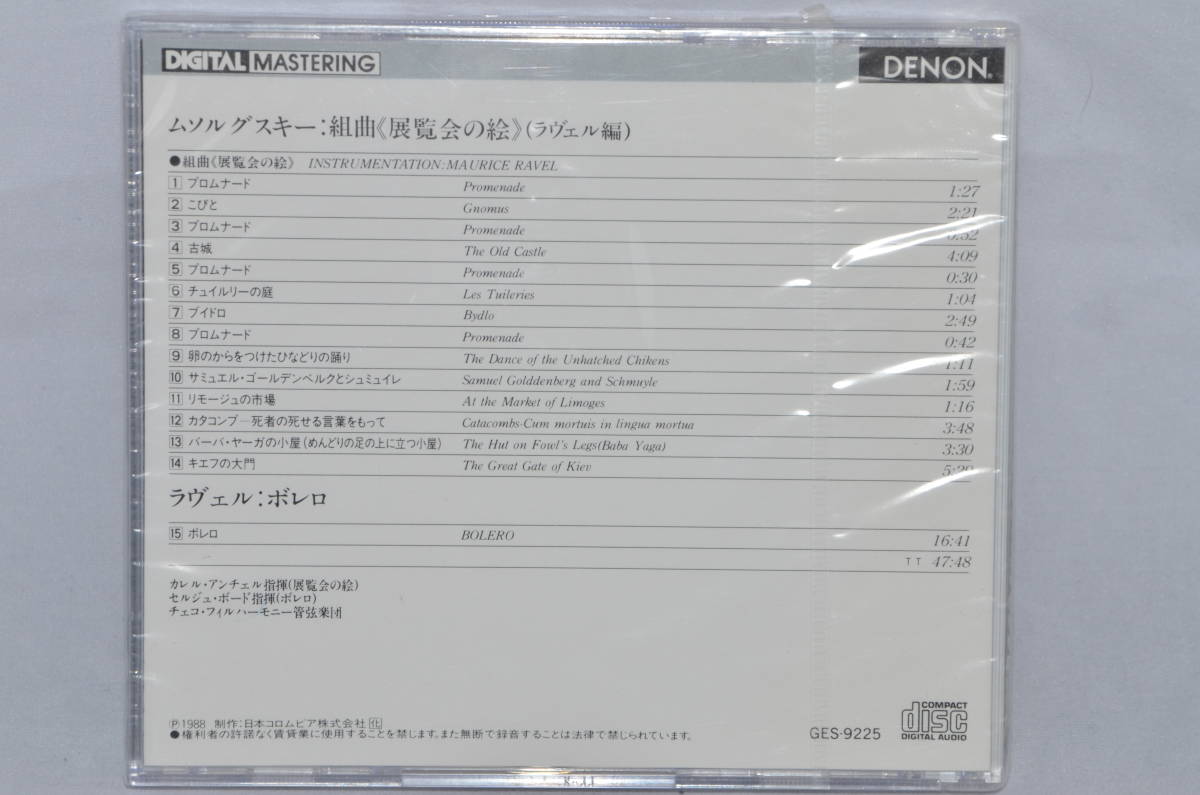 DIGITAL MASTERING
DENON®
ムソルグスキー：組曲《展覧会の絵》（ラヴェル編）
●組曲《展覧会の絵》 INSTRUMENTATION:MAURICE RAVEL
1 プロムナード Promenade 1:27
2 こびと Gnomus 2:21
3 プロムナード Promenade
4 古城 The Old Castle 4:09
5 プロムナード Promenade 0:30
6 チュイルリーの庭 Les Tuileries 1:04
7 ブイドロ Bydlo 2:49
8 プロムナード Promenade 0:42
9 卵のからをつけたひなどりの踊り The Dance of the Unhatched Chikens 1:11
10 サミュエル・ゴールデンベルクとシュミュイレ Samuel Golddenberg and Schmuyle 1:59
11 リモージュの市場 At the Market of Limoges 1:16
12 カタコンブ—死者の死せる言葉をもって Catacombs-Cum mortuis in lingua mortua 3:48
13 バーバ・ヤーガの小屋（めんどりの足の上に立つ小屋） The Hut on Fowl's Legs(Baba Yaga) 3:30
14 キエフの大門 The Great Gate of Kiev
ラヴェル：ボレロ
15 ボレロ BOLERO 16:41
TT 47:48
カレル・アンチェル指揮（展覧会の絵）
セルジュ・ボード指揮（ボレロ）
チェコ・フィルハーモニー管弦楽団
Ⓟ1988 制作：日本コロムビア株式会社 化
●権利者の許諾なく賃貸業に使用することを禁じます。また無断で録音することは法律で禁じられています。
GES-9225
COMPACT
disc
DIGITAL AUDIO